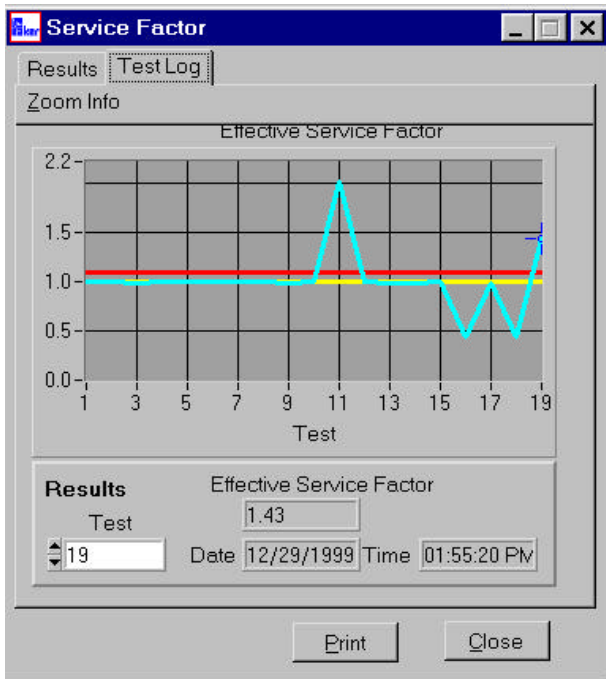 Service Factor
Results Test Log
Zoom Info
Effective Service Factor
2.2
1.5
1.0
0.5
0.0
1 3 5 7 9 11 13 15 17 19
Test
Results
Effective Service Factor
Test
1.43
19
Date 12/29/1999 Time 01:55:20 PM
Print Close